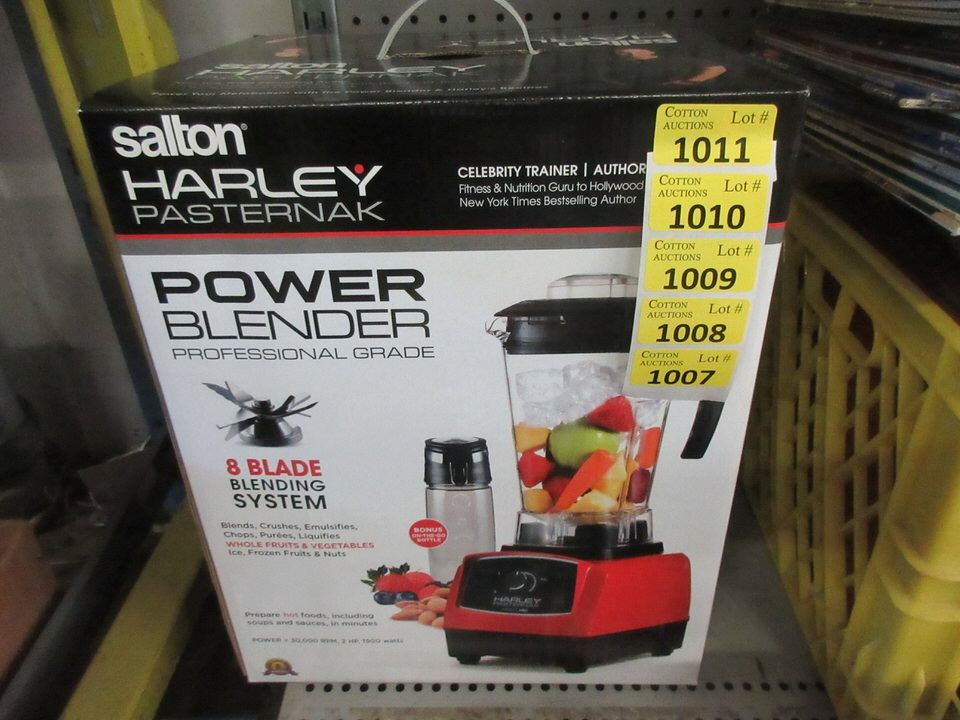 salton
HARLEY
PASTERNAK
CELEBRITY TRAINER | AUTHOR
Fitness & Nutrition Guru to Hollywood
New York Times Bestselling Author
COTTON AUCTIONS Lot #
1011
COTTON AUCTIONS Lot #
1010
COTTON AUCTIONS Lot #
1009
COTTON AUCTIONS Lot #
1008
COTTON AUCTIONS Lot #
1007
POWER
BLENDER
PROFESSIONAL GRADE
8 BLADE
BLENDING
SYSTEM
Blends, Crushes, Emulsifies,
Chops, Purées, Liquifies
WHOLE FRUITS & VEGETABLES
Ice, Frozen Fruits & Nuts
BONUS
ON-THE-GO
BOTTLE
HARLEY
PASTERNAK
Prepare hot foods, including
soups and sauces, in minutes
POWER = 30,000 RPM, 2 HP, 1500 watts